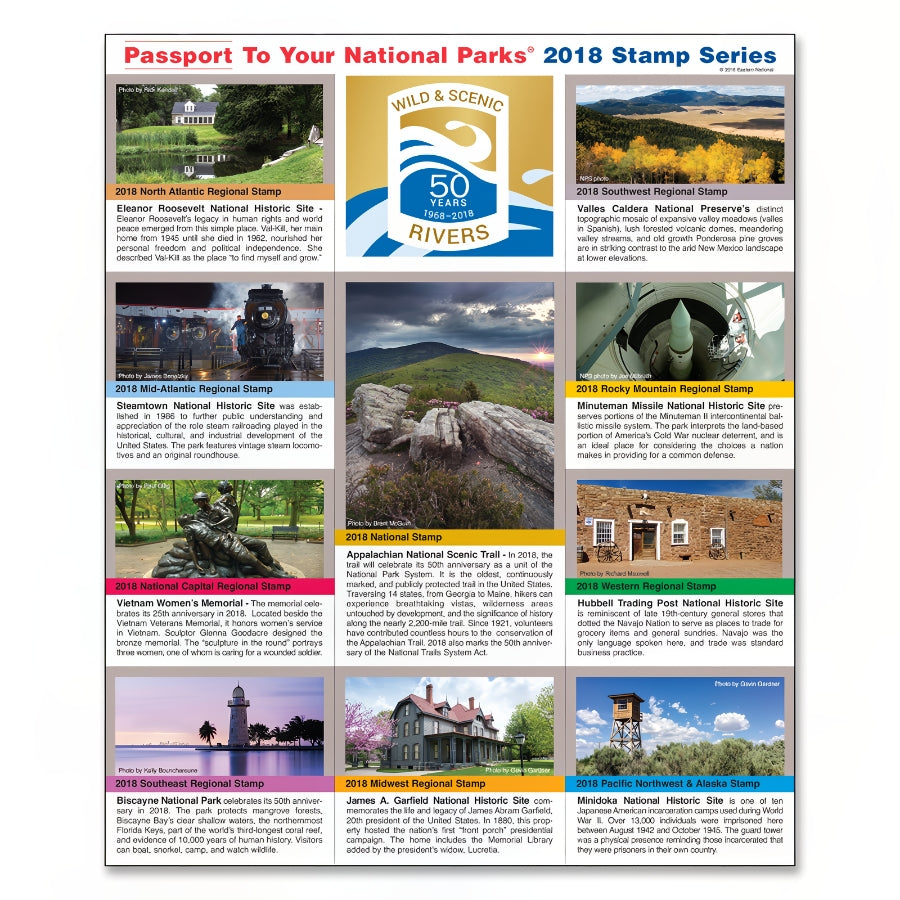 Passport To Your National Parks® 2018 Stamp Series
© 2018 Eastern National
Photo by Rick Kendall
2018 North Atlantic Regional Stamp
Eleanor Roosevelt National Historic Site -
Eleanor Roosevelt's legacy in human rights and world
peace emerged from this simple place. Val-Kill, her main
home from 1945 until she died in 1962, nourished her
personal freedom and political independence. She
described Val-Kill as the place "to find myself and grow."
WILD & SCENIC
50
YEARS
1968-2018
RIVERS
NPS photo
2018 Southwest Regional Stamp
Valles Caldera National Preserve's distinct
topographic mosaic of expansive valley meadows (valles
in Spanish), lush forested volcanic domes, meandering
valley streams, and old growth Ponderosa pine groves
are in striking contrast to the arid New Mexico landscape
at lower elevations.
Photo by James Benetzky
2018 Mid-Atlantic Regional Stamp
Steamtown National Historic Site was estab-
lished in 1986 to further public understanding and
appreciation of the role steam railroading played in the
historical, cultural, and industrial development of the
United States. The park features vintage steam locomo-
tives and an original roundhouse.
Photo by Brent McGuirt
2018 National Stamp
Appalachian National Scenic Trail - In 2018, the
trail will celebrate its 50th anniversary as a unit of the
National Park System. It is the oldest, continuously
marked, and publicly protected trail in the United States.
Traversing 14 states, from Georgia to Maine, hikers can
experience breathtaking vistas, wilderness areas
untouched by development, and the significance of history
along the nearly 2,200-mile trail. Since 1921, volunteers
have contributed countless hours to the conservation of
the Appalachian Trail. 2018 also marks the 50th anniver-
sary of the National Trails System Act.
NPS photo by Joe
2018 Rocky Mountain Regional Stamp
Minuteman Missile National Historic Site pre-
serves portions of the Minuteman II intercontinental bal-
listic missile system. The park interprets the land-based
portion of America's Cold War nuclear deterrent, and is
an ideal place for considering the choices a nation
makes in providing for a common defense.
Photo by Paul
2018 National Capital Regional Stamp
Vietnam Women's Memorial - The memorial cele-
brates its 25th anniversary in 2018. Located beside the
Vietnam Veterans Memorial, it honors women's service
in Vietnam. Sculptor Glenna Goodacre designed the
bronze memorial. The "sculpture in the round" portrays
three women, one of whom is caring for a wounded soldier.
Photo by Richard Maxwell
2018 Western Regional Stamp
Hubbell Trading Post National Historic Site
is reminiscent of late 19th-century general stores that
dotted the Navajo Nation to serve as places to trade for
grocery items and general sundries. Navajo was the
only language spoken here, and trade was standard
business practice.
Photo by Kelly Bouncharoune
2018 Southeast Regional Stamp
Biscayne National Park celebrates its 50th anniver-
sary in 2018. The park protects mangrove forests,
Biscayne Bay's clear shallow waters, the northernmost
Florida Keys, part of the world's third-longest coral reef,
and evidence of 10,000 years of human history. Visitors
can boat, snorkel, camp, and watch wildlife.
Photo by Gavin Gardner
2018 Midwest Regional Stamp
James A. Garfield National Historic Site com-
memorates the life and legacy of James Abram Garfield,
20th president of the United States. In 1880, this prop-
erty hosted the nation's first "front porch" presidential
campaign. The home includes the Memorial Library
added by the president's widow, Lucretia.
Photo by Gavin Gardner
2018 Pacific Northwest & Alaska Stamp
Minidoka National Historic Site is one of ten
Japanese American incarceration camps used during World
War II. Over 13,000 individuals were imprisoned here
between August 1942 and October 1945. The guard tower
was a physical presence reminding those incarcerated that
they were prisoners in their own country.